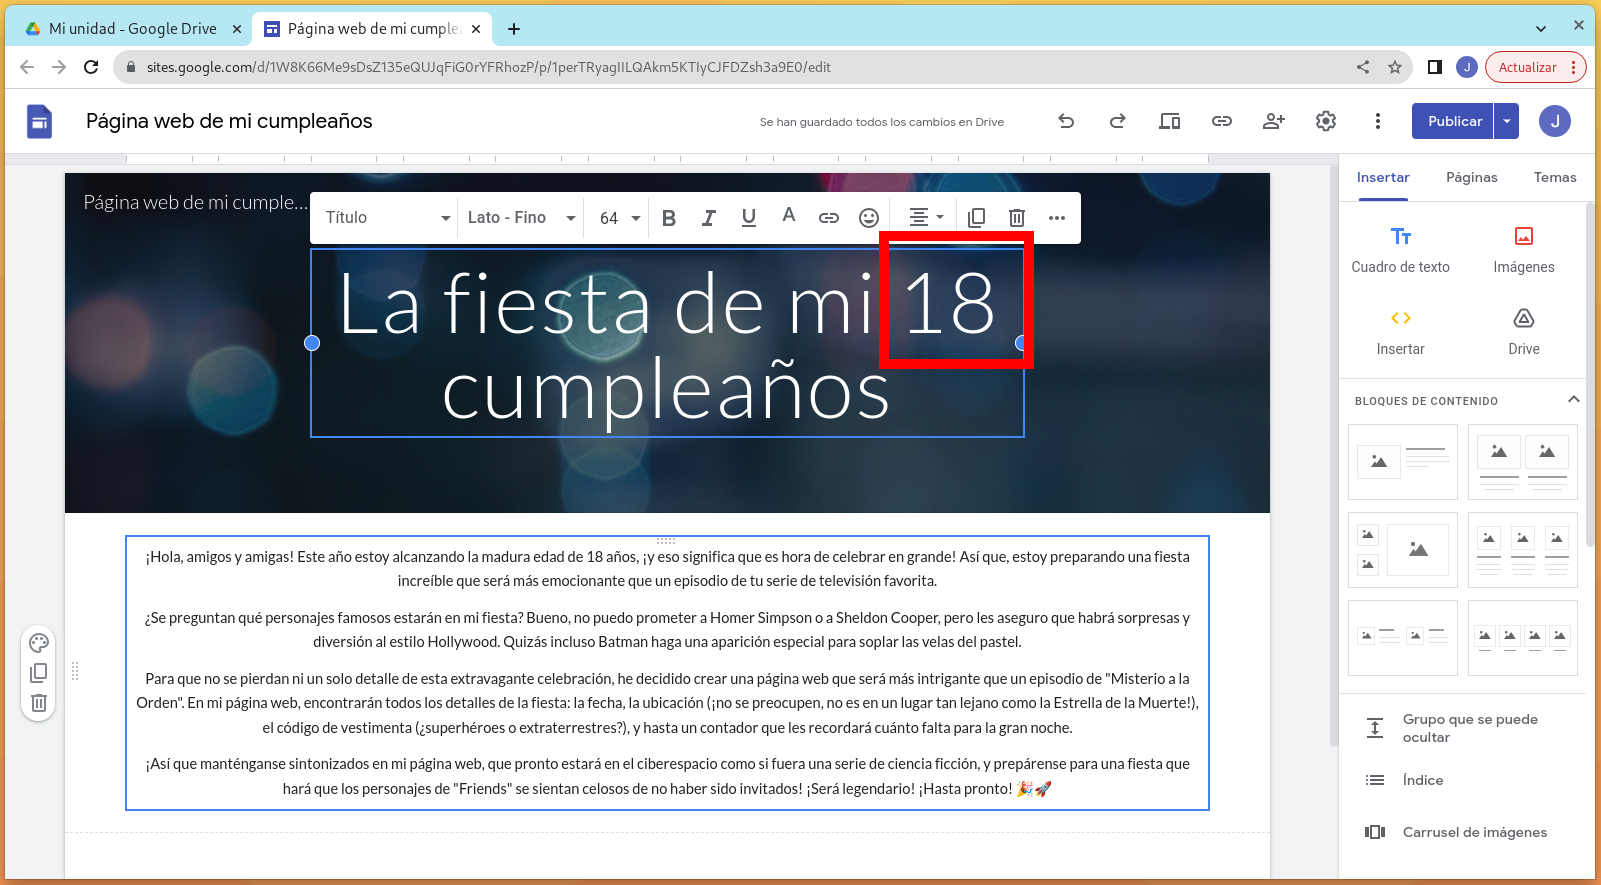 Mi unidad - Google Drive
Página web de mi cumplea
sites.google.com/d/1W8K66Me9sDsZ135eQUJqFiG0rYFRhozP/p/1perTRyagIILQAkm5KTIyCJFDZsh3a9E0/edit
J
Actualizar
Página web de mi cumpleaños
Se han guardado todos los cambios en Drive
Publicar
J
Insertar
Páginas
Temas
Página web de mi cumple...
Título
Lato - Fino
64
B
I
U
A
La fiesta de mi 18
cumpleaños
Cuadro de texto
Imágenes
Insertar
Drive
BLOQUES DE CONTENIDO
¡Hola, amigos y amigas! Este año estoy alcanzando la madura edad de 18 años, ¡y eso significa que es hora de celebrar en grande! Así que, estoy preparando una fiesta
increíble que será más emocionante que un episodio de tu serie de televisión favorita.
¿Se preguntan qué personajes famosos estarán en mi fiesta? Bueno, no puedo prometer a Homer Simpson o a Sheldon Cooper, pero les aseguro que habrá sorpresas y
diversión al estilo Hollywood. Quizás incluso Batman haga una aparición especial para soplar las velas del pastel.
Para que no se pierdan ni un solo detalle de esta extravagante celebración, he decidido crear una página web que será más intrigante que un episodio de "Misterio a la
Orden". En mi página web, encontrarán todos los detalles de la fiesta: la fecha, la ubicación (¡no se preocupen, no es en un lugar tan lejano como la Estrella de la Muerte!),
el código de vestimenta (¿superhéroes o extraterrestres?), y hasta un contador que les recordará cuánto falta para la gran noche.
¡Así que manténganse sintonizados en mi página web, que pronto estará en el ciberespacio como si fuera una serie de ciencia ficción, y prepárense para una fiesta que
hará que los personajes de "Friends" se sientan celosos de no haber sido invitados! ¡Será legendario! ¡Hasta pronto! 🎉🚀
Grupo que se puede
ocultar
Índice
Carrusel de imágenes